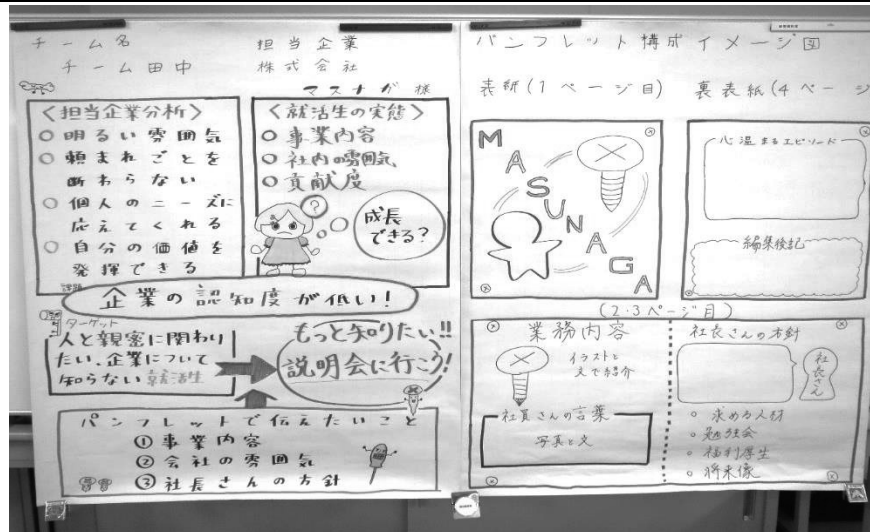 チーム名
チーム田中
担当企業
株式会社
マスナガ 様
<担当企業分析>
○明るい雰囲気
○頼まれごとを
断わらない
○個人のニーズに
応えてくれる
○自分の価値を
発揮できる
<就活生の実態>
○事業内容
○社内の雰囲気
○貢献度
?
成長
できる?
課題
企業の認知度が低い!
ターゲット
人と親密に関わり
たい、企業について
知らない就活生
もっと知りたい!!
説明会に行こう!
パンフレットで伝えたいこと
①事業内容
②会社の雰囲気
③社長さんの方針
パンフレット構成イメージ図
表紙(1ページ目)
裏表紙(4ページ
MASUNAGA
心温まるエピソード
編集後記
(2・3ページ目)
業務内容
イラストと
文で紹介
社員さんの言葉
写真と文
社長さんの方針
社長さん
○求める人材
○勉強会
○福利厚生
○将来像